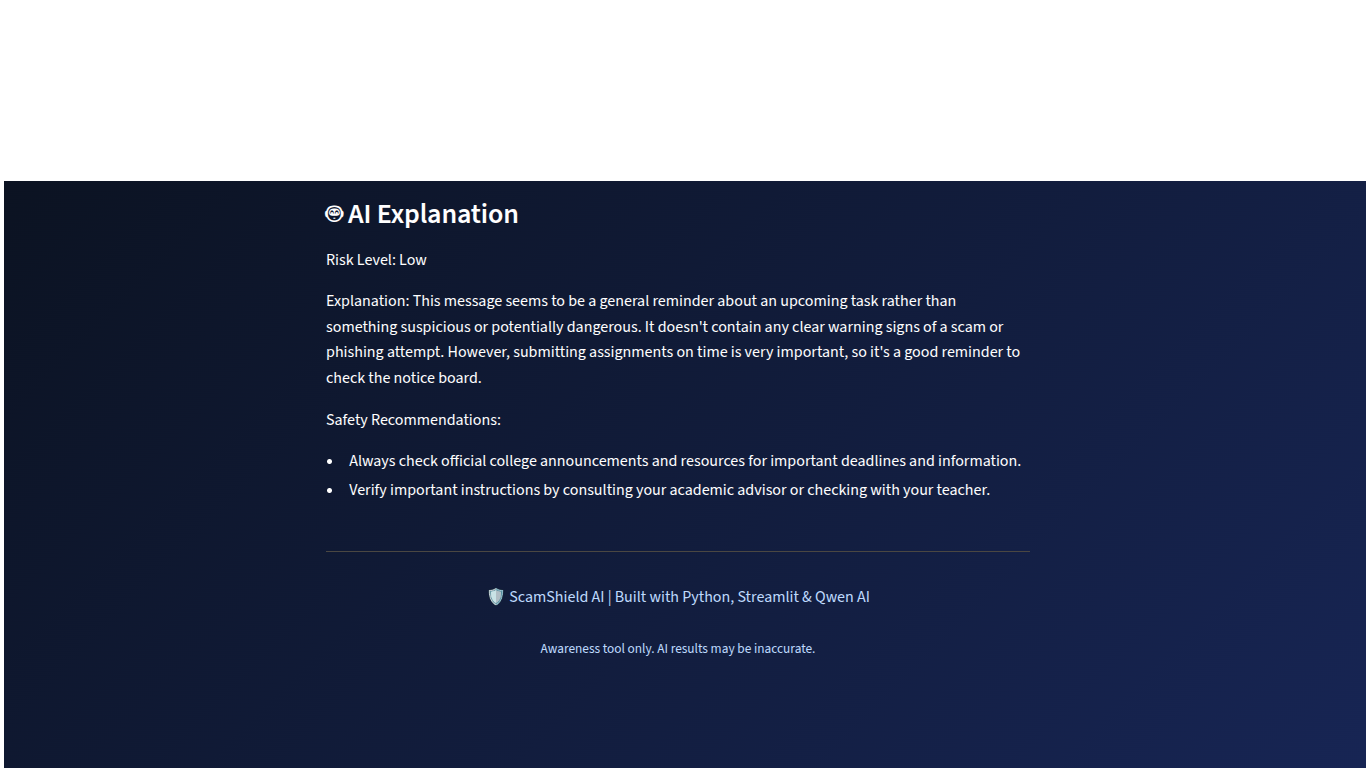 AI Explanation
Risk Level: Low
Explanation: This message seems to be a general reminder about an upcoming task rather than
something suspicious or potentially dangerous. It doesn't contain any clear warning signs of a scam or
phishing attempt. However, submitting assignments on time is very important, so it's a good reminder to
check the notice board.
Safety Recommendations:
• Always check official college announcements and resources for important deadlines and information.
• Verify important instructions by consulting your academic advisor or checking with your teacher.
🛡️ ScamShield AI | Built with Python, Streamlit & Qwen AI
Awareness tool only. AI results may be inaccurate.